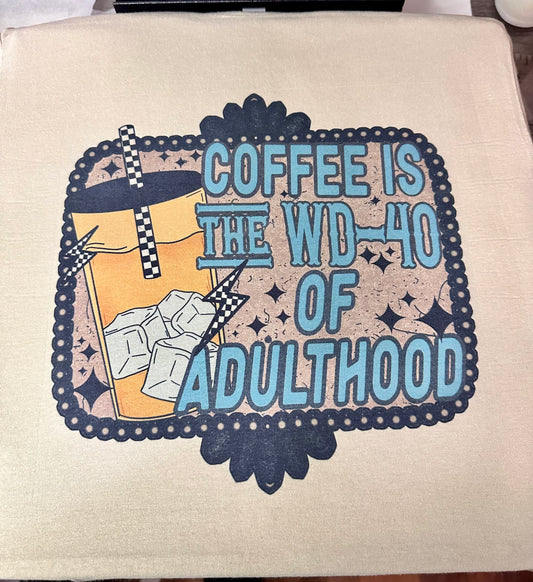 COFFEE IS
THE WD-40
OF
ADULTHOOD